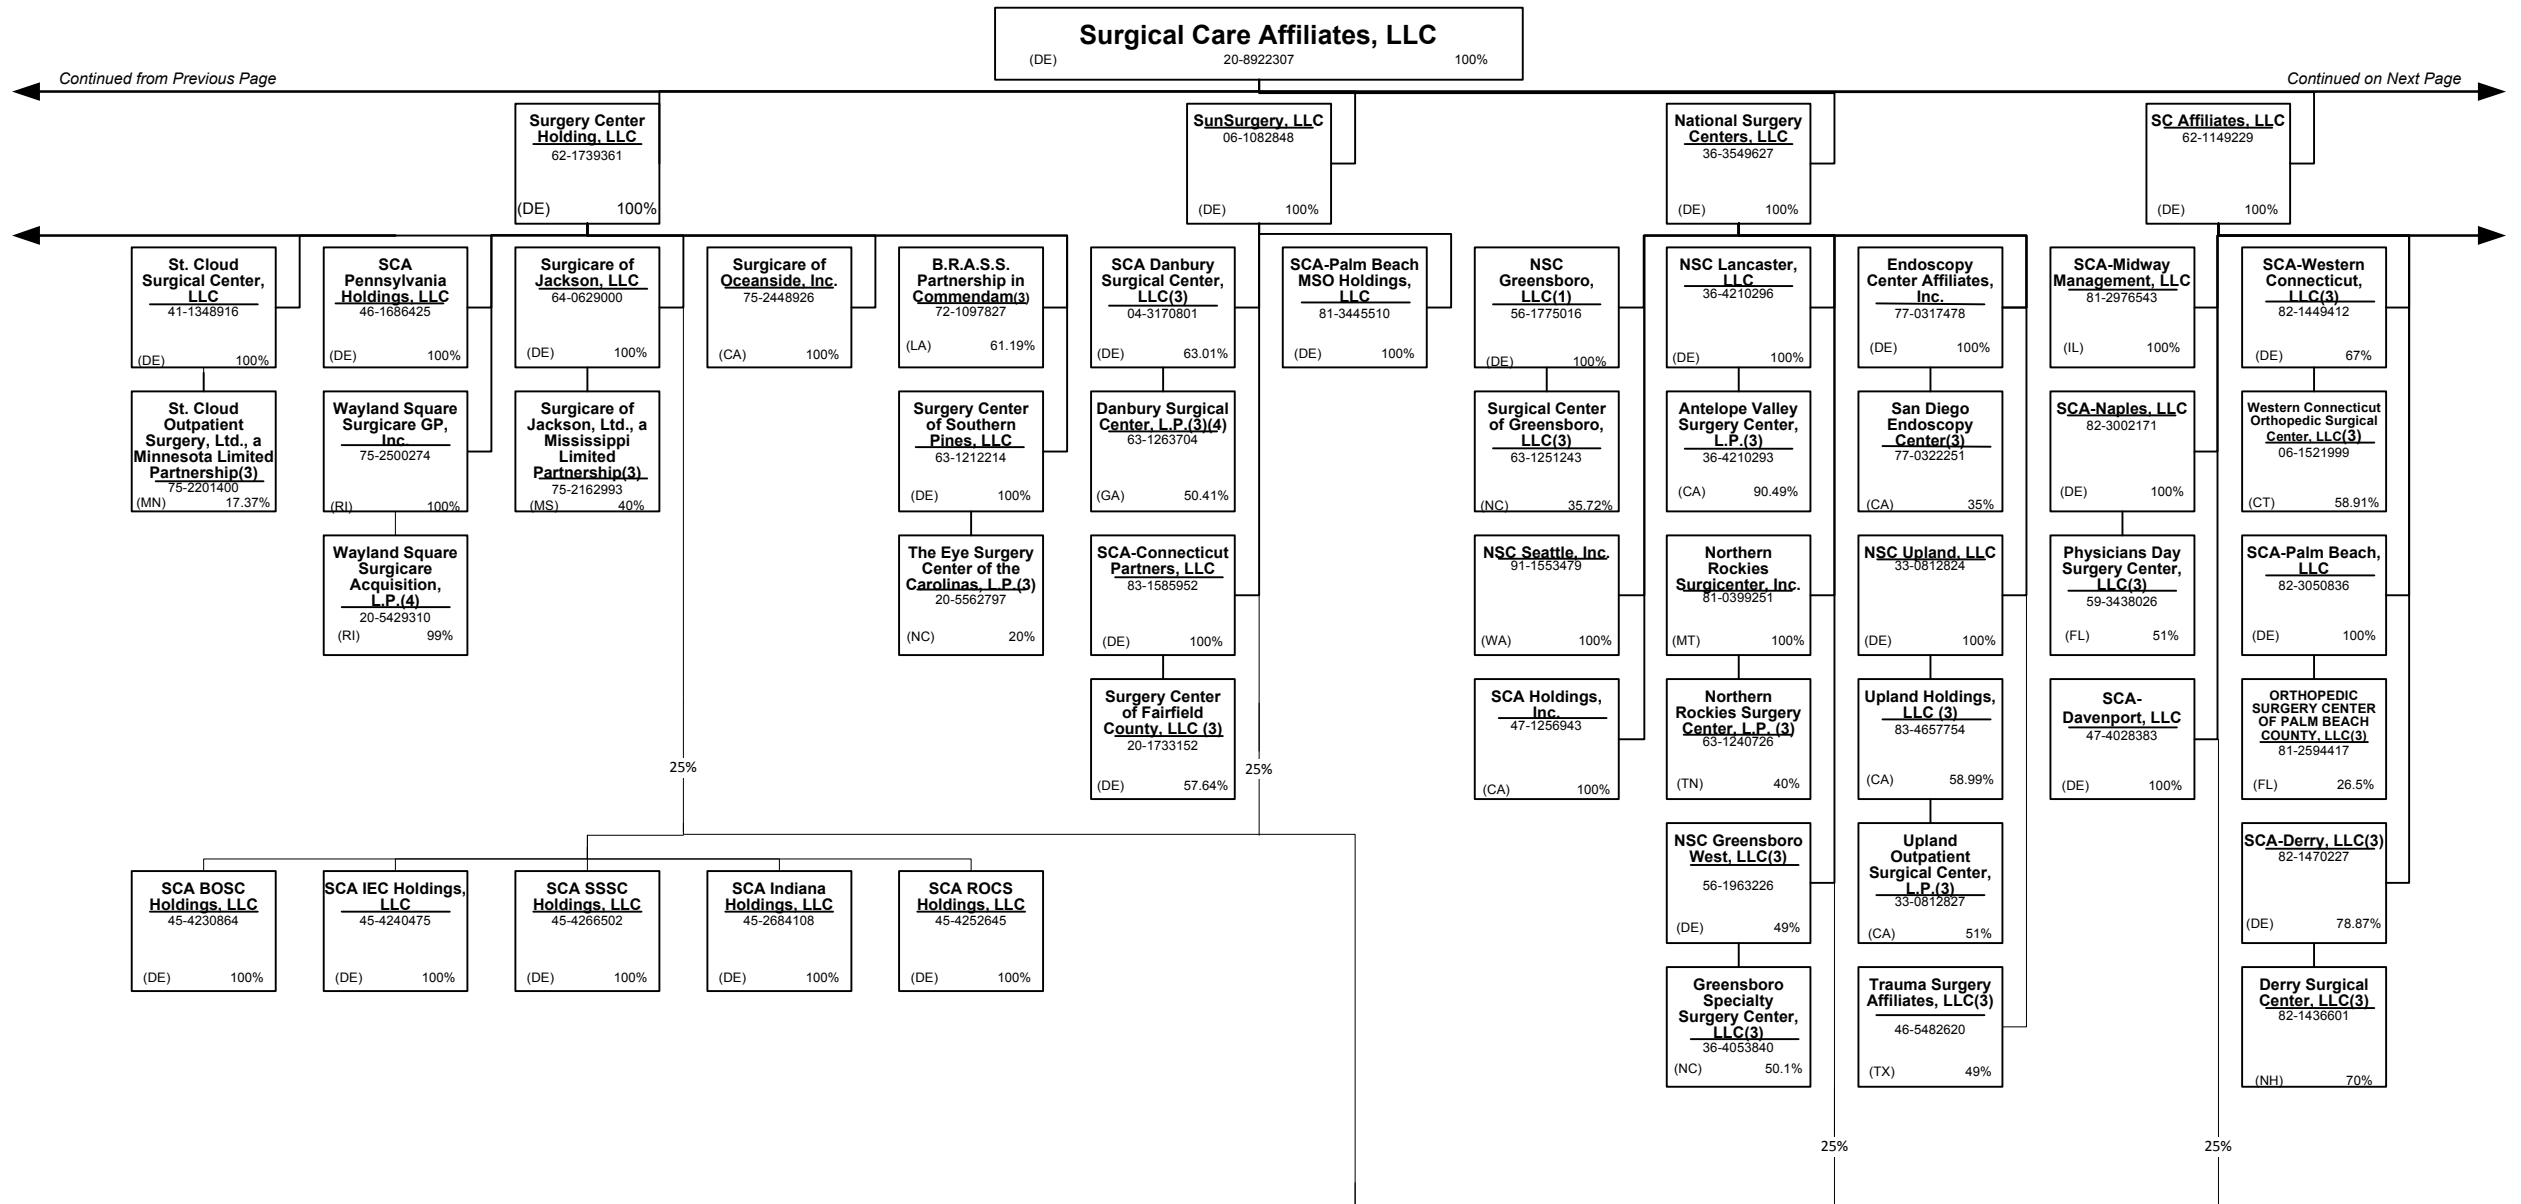 Surgical Care Affiliates, LLC
(DE) 20-8922307 100%
Continued from Previous Page
Continued on Next Page
Surgery Center
Holding, LLC
62-1739361
(DE) 100%
SunSurgery, LLC
06-1082848
(DE) 100%
National Surgery
Centers, LLC
36-3549627
(DE) 100%
SC Affiliates, LLC
62-1149229
(DE) 100%
St. Cloud
Surgical Center,
LLC
41-1348916
(DE) 100%
SCA
Pennsylvania
Holdings, LLC
46-1686425
(DE) 100%
Surgicare of
Jackson, LLC
64-0629000
(DE) 100%
Surgicare of
Oceanside, Inc.
75-2448926
(CA) 100%
B.R.A.S.S.
Partnership in
Commendam(3)
72-1097827
(LA) 61.19%
SCA Danbury
Surgical Center,
LLC(3)
04-3170801
(DE) 63.01%
SCA-Palm Beach
MSO Holdings,
LLC
81-3445510
(DE) 100%
NSC
Greensboro,
LLC(1)
56-1775016
(DE) 100%
NSC Lancaster,
LLC
36-4210296
(DE) 100%
Endoscopy
Center Affiliates,
Inc.
77-0317478
(DE) 100%
SCA-Midway
Management, LLC
81-2976543
(IL) 100%
SCA-Western
Connecticut,
LLC(3)
82-1449412
(DE) 67%
St. Cloud
Outpatient
Surgery, Ltd., a
Minnesota Limited
Partnership(3)
75-2201400
(MN) 17.37%
Wayland Square
Surgicare GP,
Inc.
75-2500274
(RI) 100%
Surgicare of
Jackson, Ltd., a
Mississippi
Limited
Partnership(3)
75-2162993
(MS) 40%
Surgery Center
of Southern
Pines, LLC
63-1212214
(DE) 100%
Danbury Surgical
Center, L.P.(3)(4)
63-1263704
(GA) 50.41%
Surgical Center
of Greensboro,
LLC(3)
63-1251243
(NC) 35.72%
Antelope Valley
Surgery Center,
L.P.(3)
36-4210293
(CA) 90.49%
San Diego
Endoscopy
Center(3)
77-0322251
(CA) 35%
SCA-Naples, LLC
82-3002171
(DE) 100%
Western Connecticut
Orthopedic Surgical
Center, LLC(3)
06-1521999
(CT) 58.91%
Wayland Square
Surgicare
Acquisition,
L.P.(4)
20-5429310
(RI) 99%
The Eye Surgery
Center of the
Carolinas, L.P.(3)
20-5562797
(NC) 20%
SCA-Connecticut
Partners, LLC
83-1585952
(DE) 100%
NSC Seattle, Inc.
91-1553479
(WA) 100%
Northern
Rockies
Surgicenter, Inc.
81-0399251
(MT) 100%
NSC Upland, LLC
33-0812824
(DE) 100%
Physicians Day
Surgery Center,
LLC(3)
59-3438026
(FL) 51%
SCA-Palm Beach,
LLC
82-3050836
(DE) 100%
Surgery Center
of Fairfield
County, LLC (3)
20-1733152
(DE) 57.64%
SCA Holdings,
Inc.
47-1256943
(CA) 100%
Northern
Rockies Surgery
Center, L.P. (3)
63-1240726
(TN) 40%
Upland Holdings,
LLC (3)
83-4657754
(CA) 58.99%
SCA-
Davenport, LLC
47-4028383
(DE) 100%
ORTHOPEDIC
SURGERY CENTER
OF PALM BEACH
COUNTY, LLC(3)
81-2594417
(FL) 26.5%
25%
25%
NSC Greensboro
West, LLC(3)
56-1963226
(DE) 49%
Upland
Outpatient
Surgical Center,
L.P.(3)
33-0812827
(CA) 51%
SCA-Derry, LLC(3)
82-1470227
(DE) 78.87%
SCA BOSC
Holdings, LLC
45-4230864
(DE) 100%
SCA IEC Holdings,
LLC
45-4240475
(DE) 100%
SCA SSSC
Holdings, LLC
45-4266502
(DE) 100%
SCA Indiana
Holdings, LLC
45-2684108
(DE) 100%
SCA ROCS
Holdings, LLC
45-4252645
(DE) 100%
Greensboro
Specialty
Surgery Center,
LLC(3)
36-4053840
(NC) 50.1%
Trauma Surgery
Affiliates, LLC(3)
46-5482620
(TX) 49%
Derry Surgical
Center, LLC(3)
82-1436601
(NH) 70%
25%
25%